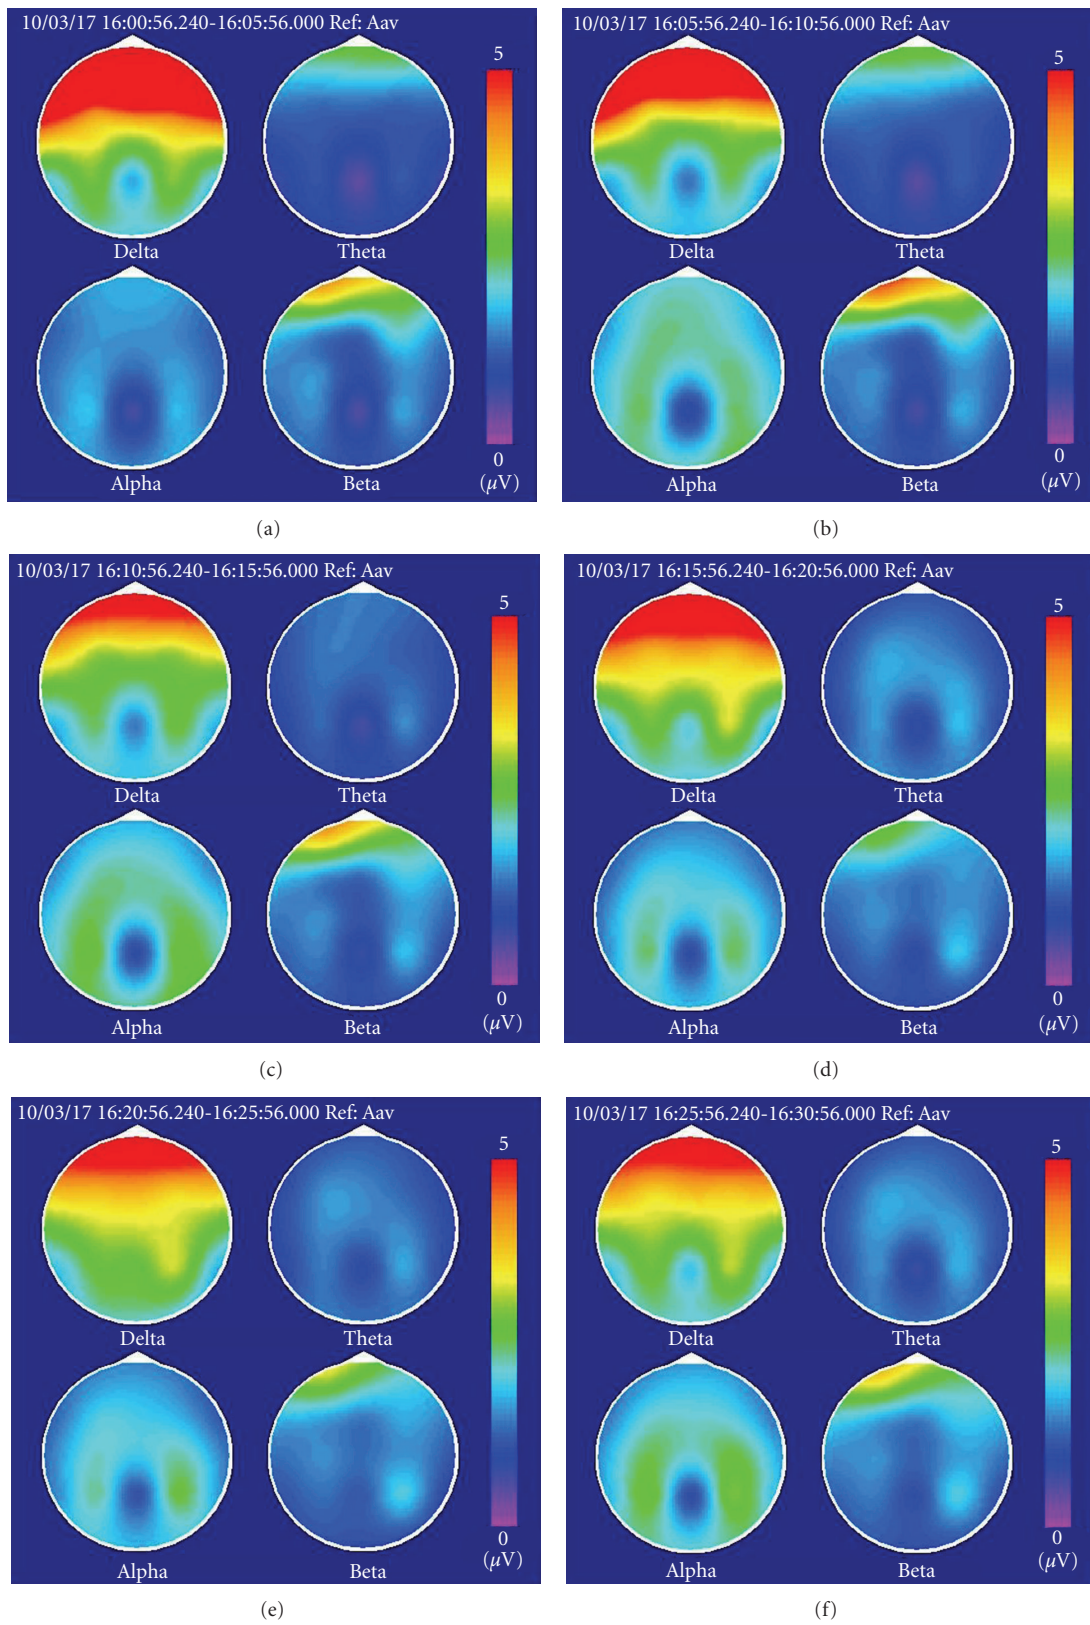 10/03/17 16:00:56.240-16:05:56.000 Ref: Aav
5
Delta
Theta
Alpha
Beta
0
(μV)
(a)
10/03/17 16:05:56.240-16:10:56.000 Ref: Aav
5
Delta
Theta
Alpha
Beta
0
(μV)
(b)
10/03/17 16:10:56.240-16:15:56.000 Ref: Aav
5
Delta
Theta
Alpha
Beta
0
(μV)
(c)
10/03/17 16:15:56.240-16:20:56.000 Ref: Aav
5
Delta
Theta
Alpha
Beta
0
(μV)
(d)
10/03/17 16:20:56.240-16:25:56.000 Ref: Aav
5
Delta
Theta
Alpha
Beta
0
(μV)
(e)
10/03/17 16:25:56.240-16:30:56.000 Ref: Aav
5
Delta
Theta
Alpha
Beta
0
(μV)
(f)